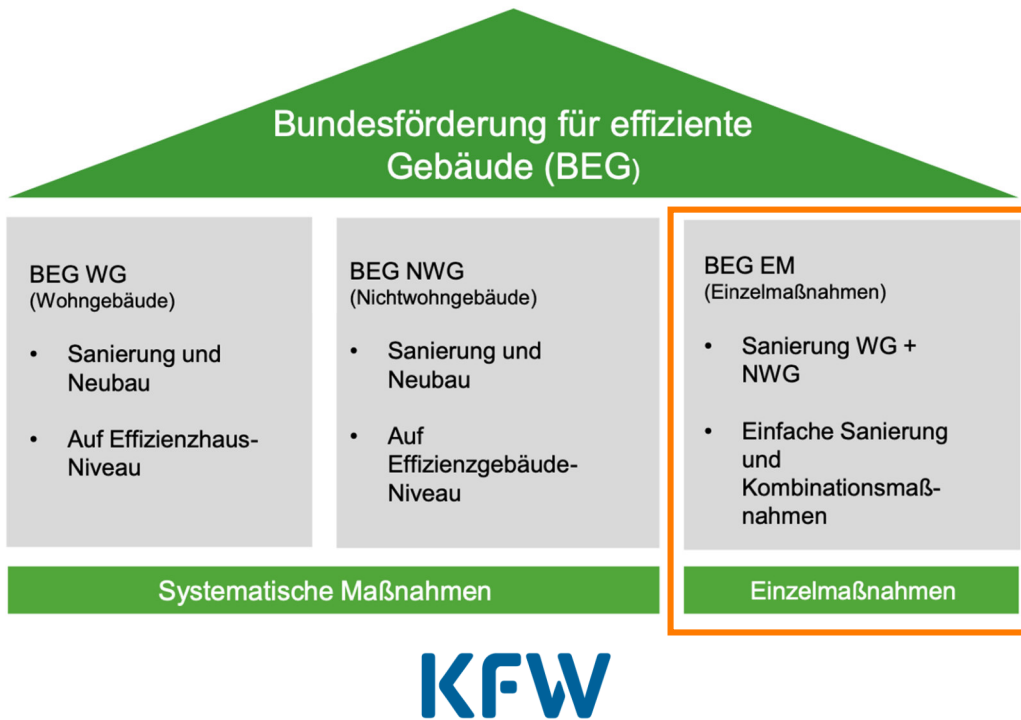 Bundesförderung für effiziente
Gebäude (BEG)
BEG WG
(Wohngebäude)
• Sanierung und
Neubau
• Auf Effizienzhaus-
Niveau
BEG NWG
(Nichtwohngebäude)
• Sanierung und
Neubau
• Auf
Effizienzgebäude-
Niveau
BEG EM
(Einzelmaßnahmen)
• Sanierung WG +
NWG
• Einfache Sanierung
und
Kombinationsmaß-
nahmen
Systematische Maßnahmen
Einzelmaßnahmen
KFW